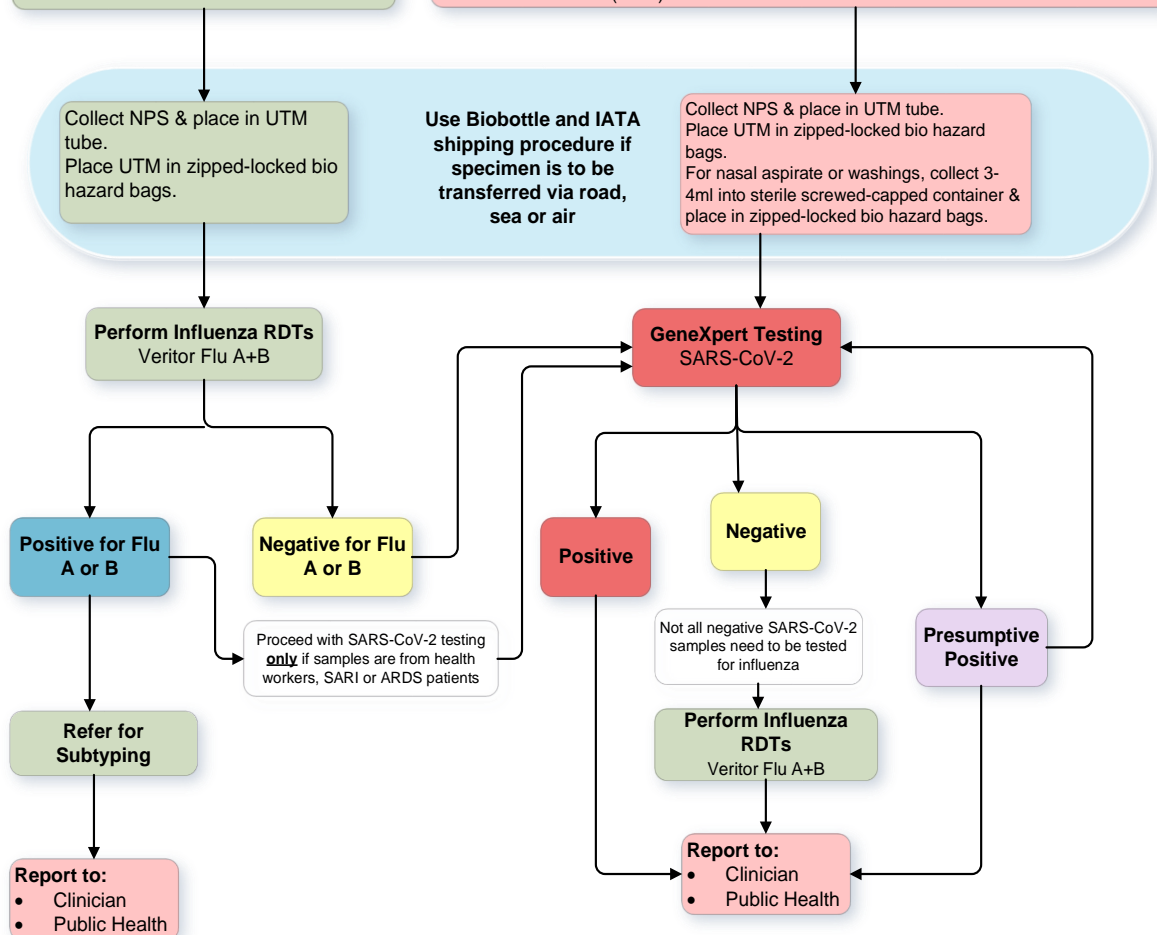 Collect NPS & place in UTM
tube.
Place UTM in zipped-locked bio
hazard bags.
Use Biobottle and IATA
shipping procedure if
specimen is to be
transferred via road,
sea or air
Collect NPS & place in UTM tube.
Place UTM in zipped-locked bio hazard
bags.
For nasal aspirate or washings, collect 3-
4ml into sterile screwed-capped container &
place in zipped-locked bio hazard bags.
Perform Influenza RDTs
Veritor Flu A+B
GeneXpert Testing
SARS-CoV-2
Positive for Flu
A or B
Negative for Flu
A or B
Positive
Negative
Proceed with SARS-CoV-2 testing
only if samples are from health
workers, SARI or ARDS patients
Not all negative SARS-CoV-2
samples need to be tested
for influenza
Presumptive
Positive
Refer for
Subtyping
Perform Influenza
RDTs
Veritor Flu A+B
Report to:
• Clinician
• Public Health
Report to:
• Clinician
• Public Health